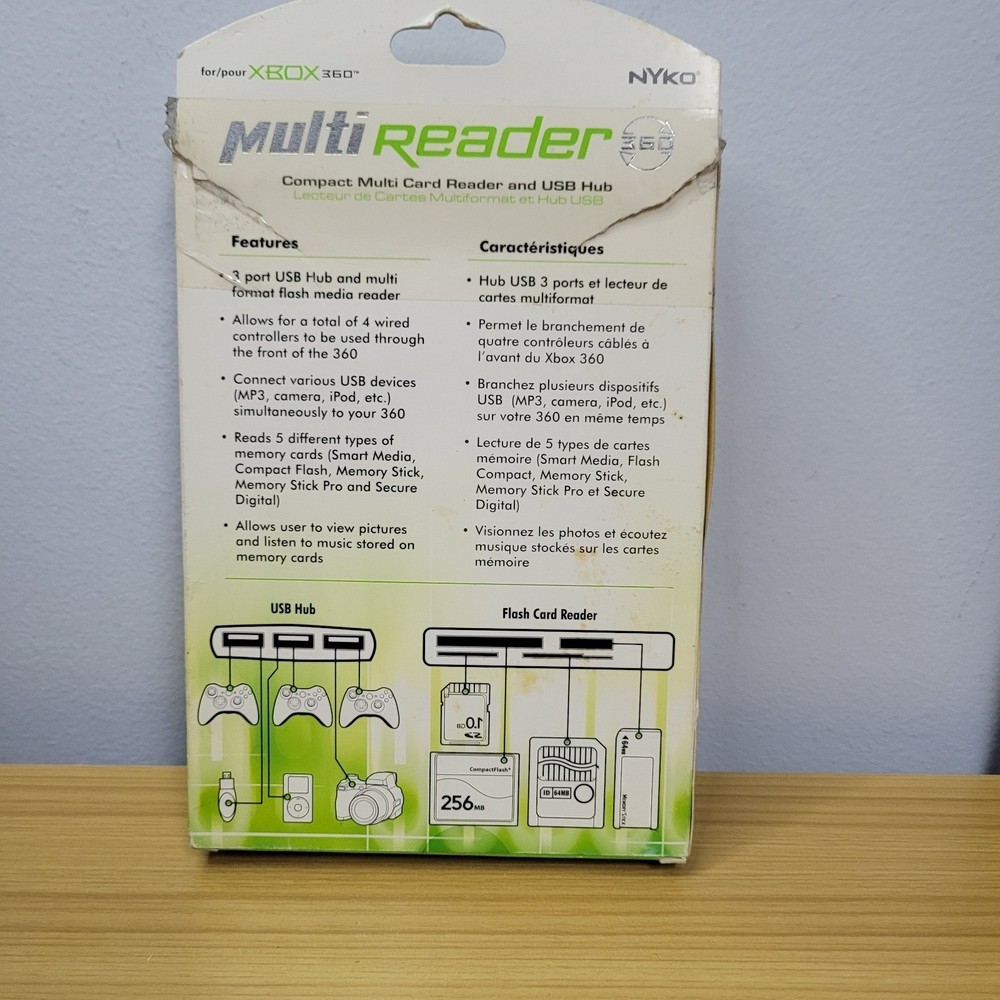 for/pour XBOX 360™
NYKO®
Multi Reader 360
Compact Multi Card Reader and USB Hub
Lecteur de Cartes Multiformat et Hub USB
Features
• 3 port USB Hub and multi
format flash media reader
• Allows for a total of 4 wired
controllers to be used through
the front of the 360
• Connect various USB devices
(MP3, camera, iPod, etc.)
simultaneously to your 360
• Reads 5 different types of
memory cards (Smart Media,
Compact Flash, Memory Stick,
Memory Stick Pro and Secure
Digital)
• Allows user to view pictures
and listen to music stored on
memory cards
Caractéristiques
• Hub USB 3 ports et lecteur de
cartes multiformat
• Permet le branchement de
quatre contrôleurs câblés à
l'avant du Xbox 360
• Branchez plusieurs dispositifs
USB (MP3, camera, iPod, etc.)
sur votre 360 en même temps
• Lecture de 5 types de cartes
mémoire (Smart Media, Flash
Compact, Memory Stick,
Memory Stick Pro et Secure
Digital)
• Visionnez les photos et écoutez
musique stockés sur les cartes
mémoire
USB Hub
Flash Card Reader
1.0GB
SD
CompactFlash®
256MB
ID 64MB
64MB
Memory Stick